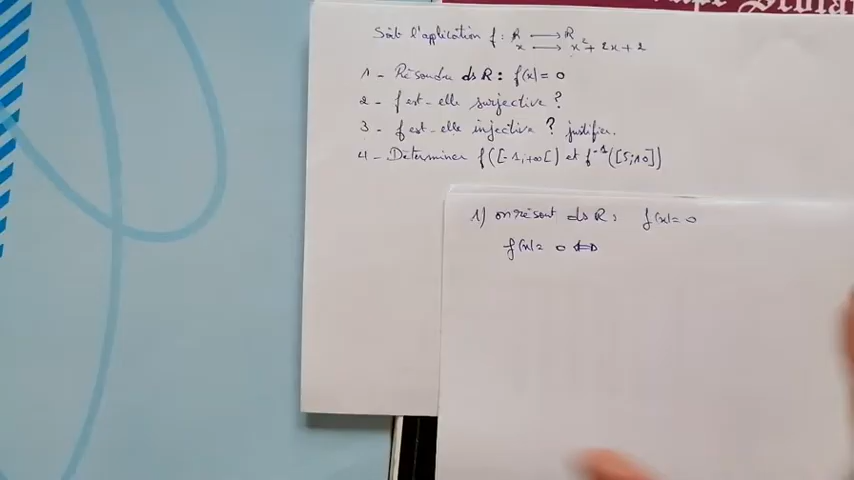 Soit l'application f : R → R
x → x² + 2x + 2
1 - Résoudre ds R : f(x) = 0
2 - f est-elle surjective ?
3 - f est-elle injective ? justifier.
4 - Déterminer f([-1,+∞[) et f⁻¹([5;10])
1) on résout ds R : f(x) = 0
f(x) = 0 ⇔